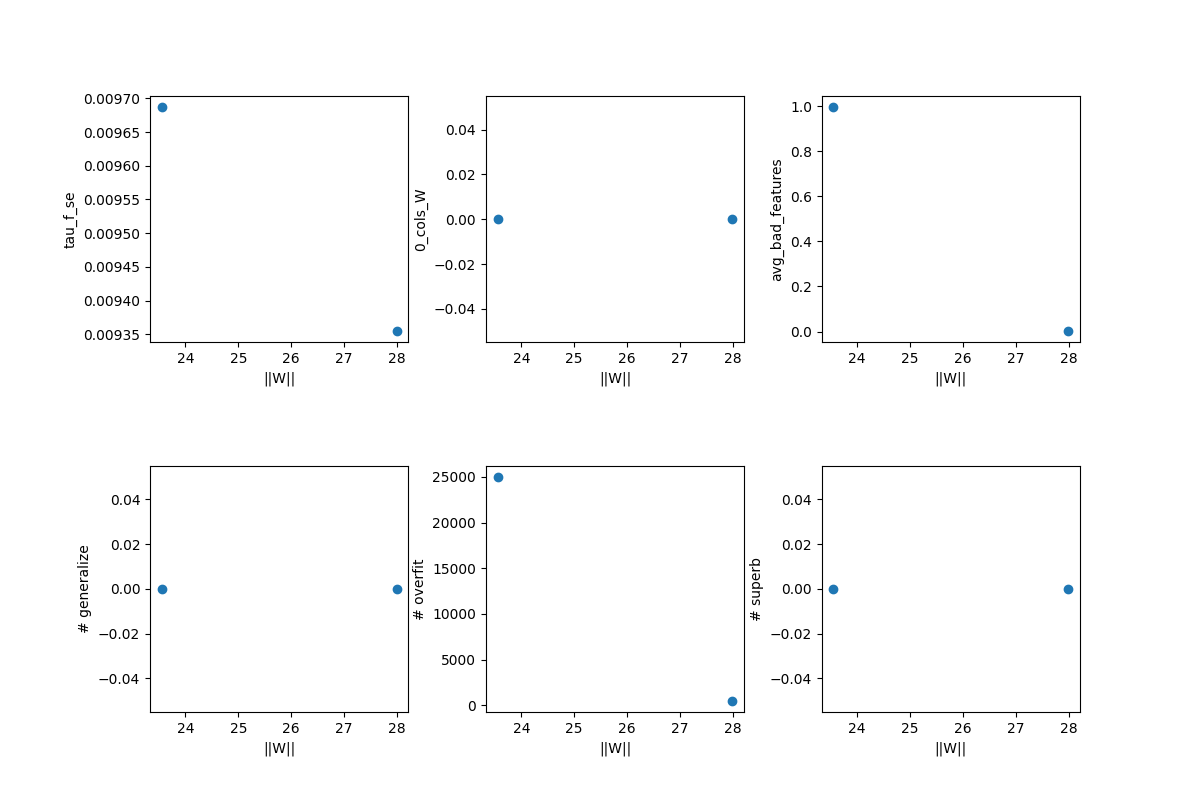 0.00970
0.00965
0.00960
0.00955
0.00950
0.00945
0.00940
0.00935
tau_f_se
24 25 26 27 28
||W||
0.04
0.02
0.00
−0.02
−0.04
0_cols_W
24 25 26 27 28
||W||
1.0
0.8
0.6
0.4
0.2
0.0
avg_bad_features
24 25 26 27 28
||W||
0.04
0.02
0.00
−0.02
−0.04
# generalize
24 25 26 27 28
||W||
25000
20000
15000
10000
5000
0
# overfit
24 25 26 27 28
||W||
0.04
0.02
0.00
−0.02
−0.04
# superb
24 25 26 27 28
||W||